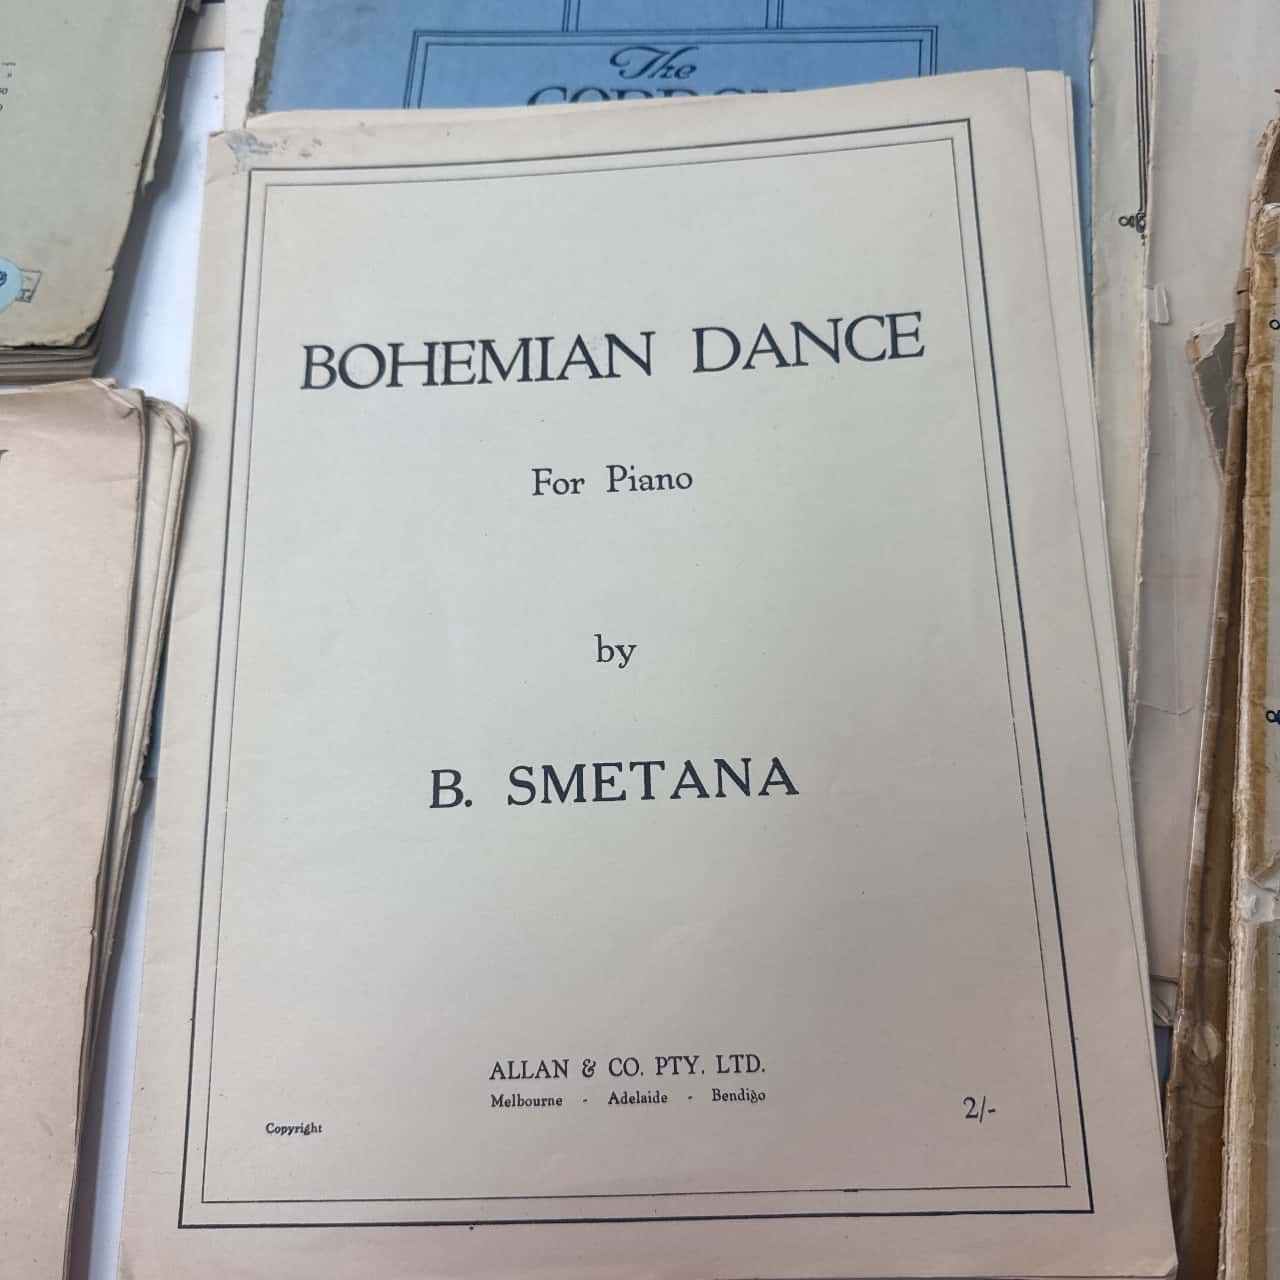 The
BOHEMIAN DANCE
For Piano
by
B. SMETANA
ALLAN & CO. PTY. LTD.
Melbourne - Adelaide - Bendigo
Copyright
2/-